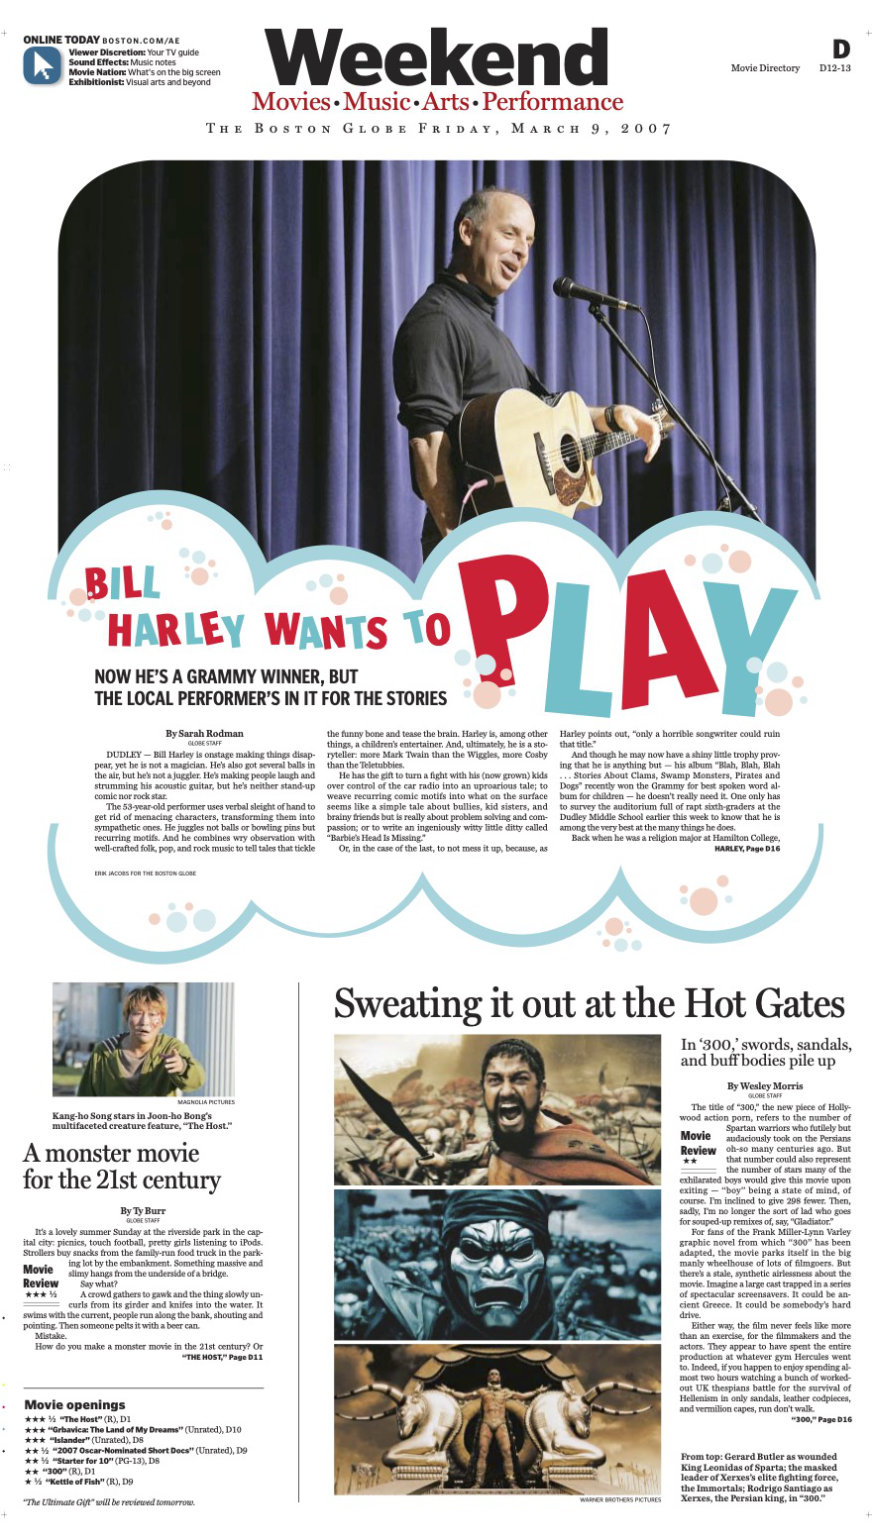 ONLINE TODAY BOSTON.COM/AE
Viewer Discretion: Your TV guide
Sound Effects: Music notes
Movie Nation: What's on the big screen
Exhibitionist: Visual arts and beyond
Weekend
Movies • Music • Arts • Performance
THE BOSTON GLOBE FRIDAY, MARCH 9, 2007
D
Movie Directory D12-13
BILL
HARLEY WANTS TO
PLAY
NOW HE'S A GRAMMY WINNER, BUT
THE LOCAL PERFORMER'S IN IT FOR THE STORIES
By Sarah Rodman
GLOBE STAFF
DUDLEY — Bill Harley is onstage making things disap-
pear, yet he is not a magician. He's also got several balls in
the air, but he's not a juggler. He's making people laugh and
strumming his acoustic guitar, but he's neither stand-up
comic nor rock star.
The 53-year-old performer uses verbal sleight of hand to
get rid of menacing characters, transforming them into
sympathetic ones. He juggles not balls or bowling pins but
recurring motifs. And he combines wry observation with
well-crafted folk, pop, and rock music to tell tales that tickle
the funny bone and tease the brain. Harley is, among other
things, a children's entertainer. And, ultimately, he is a sto-
ryteller: more Mark Twain than the Wiggles, more Cosby
than the Teletubbies.
He has the gift to turn a fight with his (now grown) kids
over control of the car radio into an uproarious tale; to
weave recurring comic motifs into what on the surface
seems like a simple tale about bullies, kid sisters, and
brainy friends but is really about problem solving and com-
passion; or to write an ingeniously witty little ditty called
"Barbie's Head Is Missing."
Or, in the case of the last, to not mess it up, because, as
Harley points out, "only a horrible songwriter could ruin
that title."
And though he may now have a shiny little trophy prov-
ing that he is anything but — his album "Blah, Blah, Blah
. . . Stories About Clams, Swamp Monsters, Pirates and
Dogs" recently won the Grammy for best spoken word al-
bum for children — he doesn't really need it. One only has
to survey the auditorium full of rapt sixth-graders at the
Dudley Middle School earlier this week to know that he is
among the very best at the many things he does.
Back when he was a religion major at Hamilton College,
HARLEY, Page D16
ERIK JACOBS FOR THE BOSTON GLOBE
MAGNOLIA PICTURES
Kang-ho Song stars in Joon-ho Bong's
multifaceted creature feature, "The Host."
A monster movie
for the 21st century
By Ty Burr
GLOBE STAFF
It's a lovely summer Sunday at the riverside park in the cap-
ital city: picnics, touch football, pretty girls listening to iPods.
Strollers buy snacks from the family-run food truck in the park-
ing lot by the embankment. Something massive and
slimy hangs from the underside of a bridge.
Say what?
A crowd gathers to gawk and the thing slowly un-
curls from its girder and knifes into the water. It
swims with the current, people run along the bank, shouting and
pointing. Then someone pelts it with a beer can.
Mistake.
How do you make a monster movie in the 21st century? Or
"THE HOST," Page D11
Movie
Review
★★★ ½
Movie openings
★★★ ½ "The Host" (R), D1
★★★ "Grbavica: The Land of My Dreams" (Unrated), D10
★★★ "Islander" (Unrated), D8
★★ ½ "2007 Oscar-Nominated Short Docs" (Unrated), D9
★★ ½ "Starter for 10" (PG-13), D8
★★ "300" (R), D1
★ ½ "Kettle of Fish" (R), D9
"The Ultimate Gift" will be reviewed tomorrow.
Sweating it out at the Hot Gates
WARNER BROTHERS PICTURES
In '300,' swords, sandals,
and buff bodies pile up
By Wesley Morris
GLOBE STAFF
The title of "300," the new piece of Holly-
wood action porn, refers to the number of
Spartan warriors who futilely but
audaciously took on the Persians
oh-so many centuries ago. But
that number could also represent
the number of stars many of the
exhilarated boys would give this movie upon
exiting — "boy" being a state of mind, of
course. I'm inclined to give 298 fewer. Then,
sadly, I'm no longer the sort of lad who goes
for souped-up remixes of, say, "Gladiator."
For fans of the Frank Miller-Lynn Varley
graphic novel from which "300" has been
adapted, the movie parks itself in the big
manly wheelhouse of lots of filmgoers. But
there's a stale, synthetic airlessness about the
movie. Imagine a large cast trapped in a series
of spectacular screensavers. It could be an-
cient Greece. It could be somebody's hard
drive.
Either way, the film never feels like more
than an exercise, for the filmmakers and the
actors. They appear to have spent the entire
production at whatever gym Hercules went
to. Indeed, if you happen to enjoy spending al-
most two hours watching a bunch of worked-
out UK thespians battle for the survival of
Hellenism in only sandals, leather codpieces,
and vermilion capes, run don't walk.
"300," Page D16
Movie
Review
★★
From top: Gerard Butler as wounded
King Leonidas of Sparta; the masked
leader of Xerxes's elite fighting force,
the Immortals; Rodrigo Santiago as
Xerxes, the Persian king, in "300."